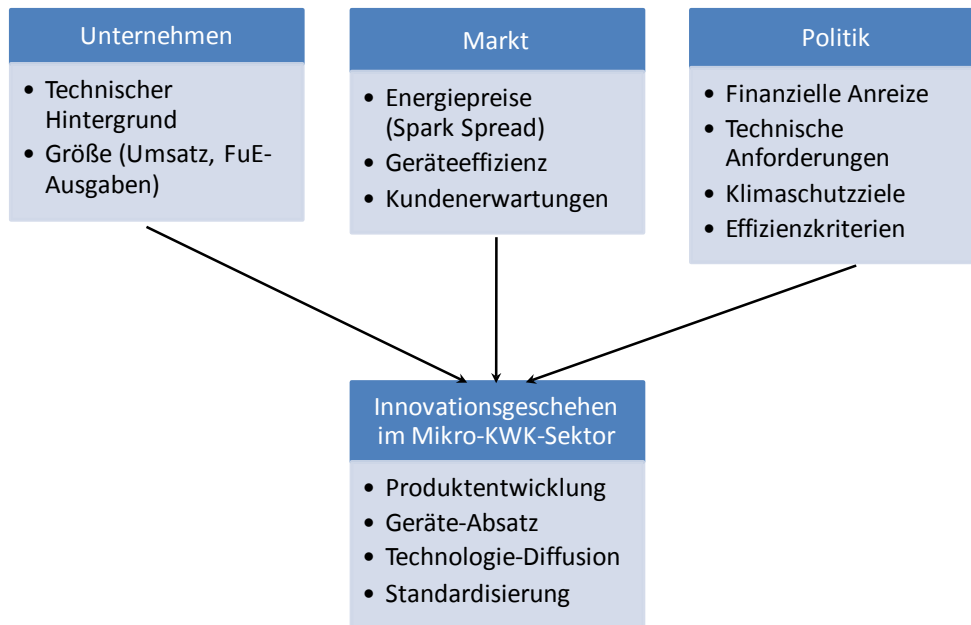 Unternehmen
• Technischer
Hintergrund
• Größe (Umsatz, FuE-
Ausgaben)
Markt
• Energiepreise
(Spark Spread)
• Geräteeffizienz
• Kundenerwartungen
Politik
• Finanzielle Anreize
• Technische
Anforderungen
• Klimaschutzziele
• Effizienzkriterien
Innovationsgeschehen
im Mikro-KWK-Sektor
• Produktentwicklung
• Geräte-Absatz
• Technologie-Diffusion
• Standardisierung